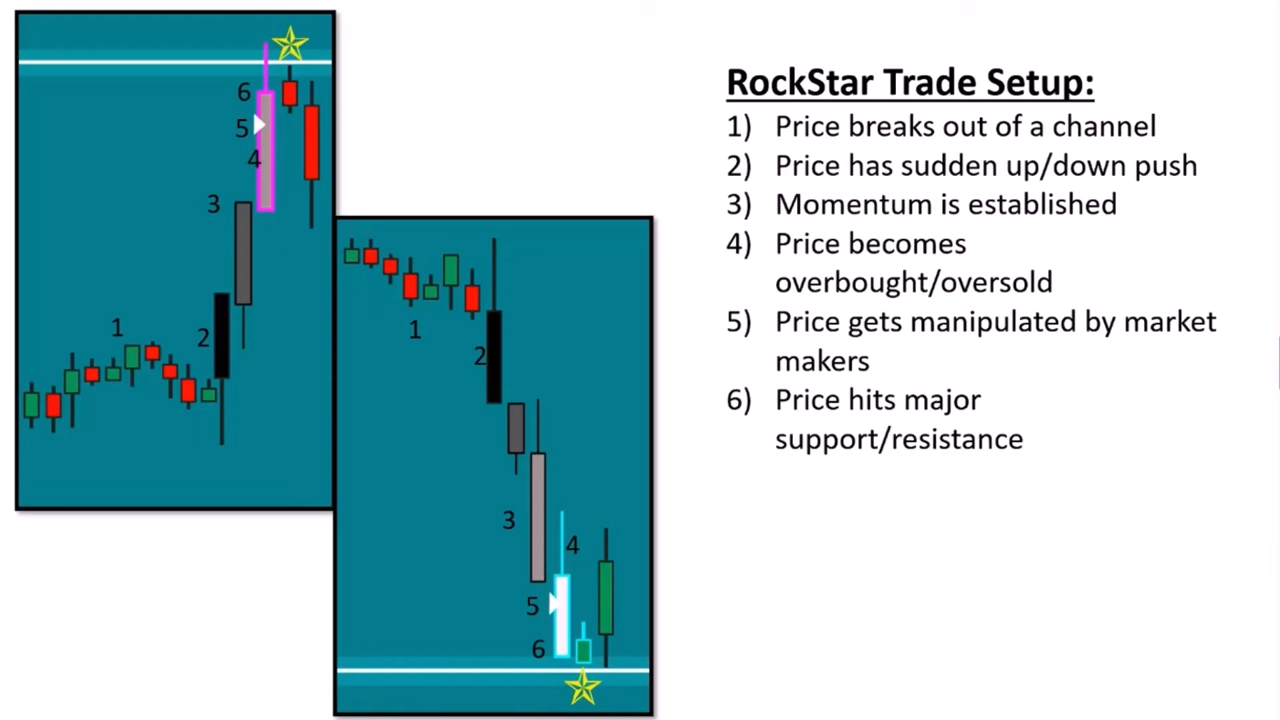 RockStar Trade Setup:
1) Price breaks out of a channel
2) Price has sudden up/down push
3) Momentum is established
4) Price becomes
overbought/oversold
5) Price gets manipulated by market
makers
6) Price hits major
support/resistance
6
5
4
3
2
1
1
2
3
4
5
6